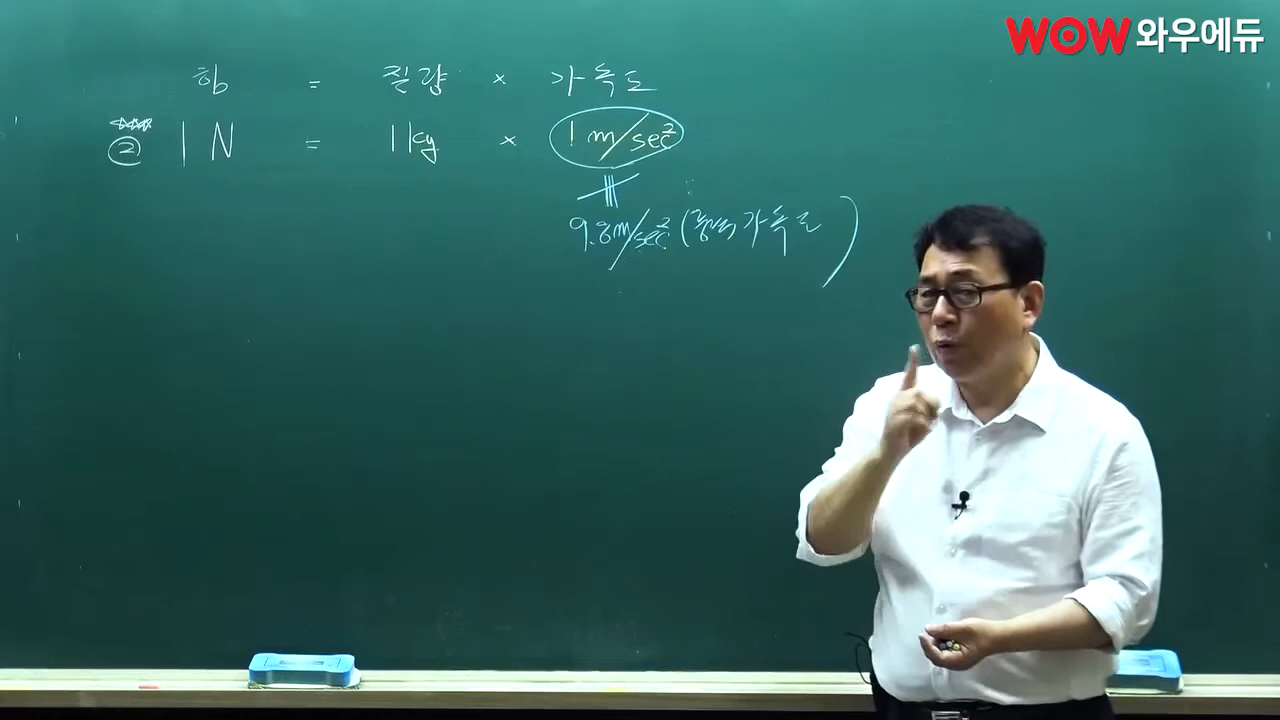 WOW 와우에듀
힘 = 질량 × 가속도
② 1 N = 1kg × 1 m/sec²
9.8m/sec² (중력가속도)